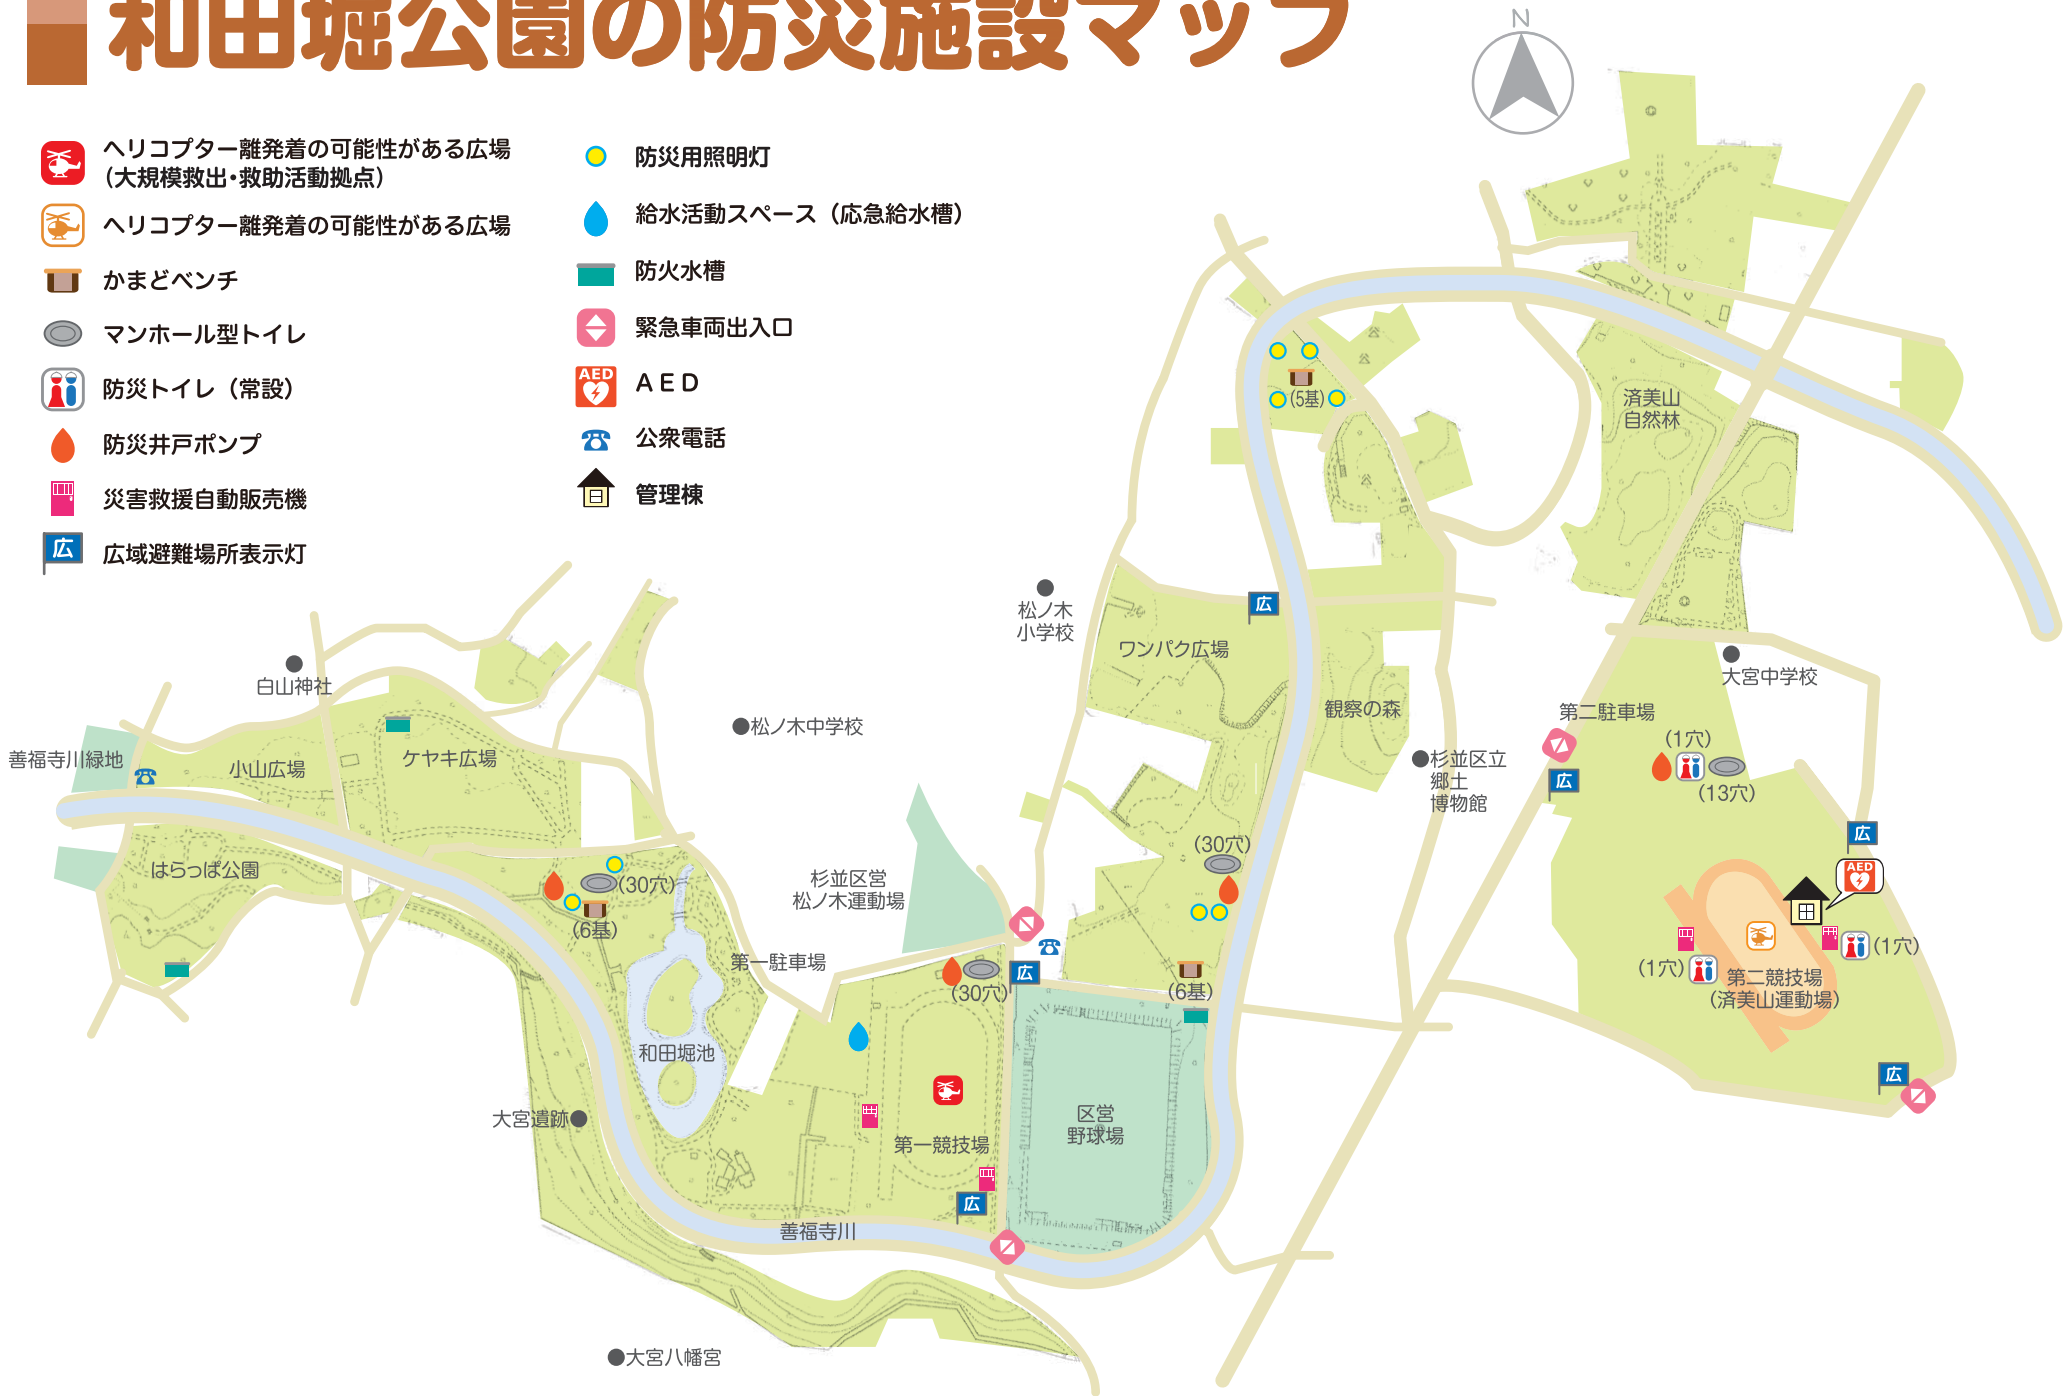 和田堀公園の防災施設マップ
N
ヘリコプター離発着の可能性がある広場
（大規模救出・救助活動拠点）
ヘリコプター離発着の可能性がある広場
かまどベンチ
マンホール型トイレ
防災トイレ（常設）
防災井戸ポンプ
災害救援自動販売機
広
広域避難場所表示灯
防災用照明灯
給水活動スペース（応急給水槽）
防火水槽
緊急車両出入口
AED
ＡＥＤ
公衆電話
管理棟
(5基)
済美山
自然林
松ノ木
小学校
広
ワンパク広場
白山神社
大宮中学校
松ノ木中学校
観察の森
第二駐車場
善福寺川緑地
小山広場
ケヤキ広場
杉並区立
郷土
博物館
(1穴)
広
(13穴)
広
はらっぱ公園
(30穴)
(6基)
杉並区営
松ノ木運動場
(30穴)
AED
第一駐車場
(30穴)
広
(6基)
(1穴)
(1穴)
第二競技場
(済美山運動場)
和田堀池
広
大宮遺跡
第一競技場
区営
野球場
広
善福寺川
大宮八幡宮